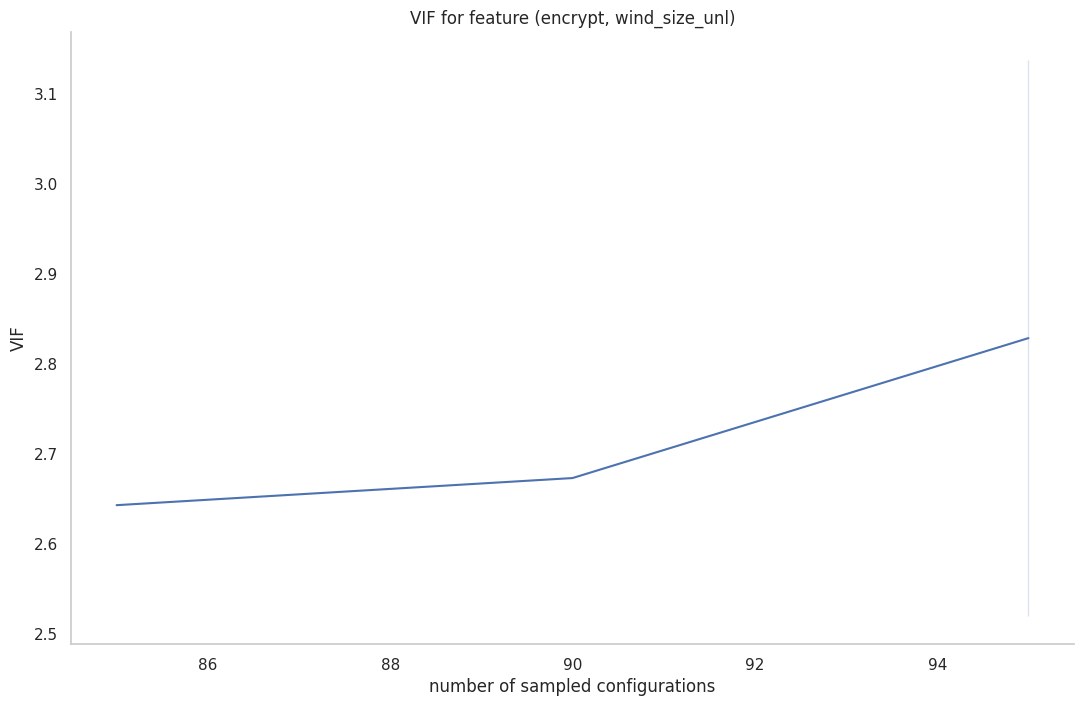 VIF for feature (encrypt, wind_size_unl)
3.1
3.0
2.9
2.8
2.7
2.6
2.5
VIF
86 88 90 92 94
number of sampled configurations